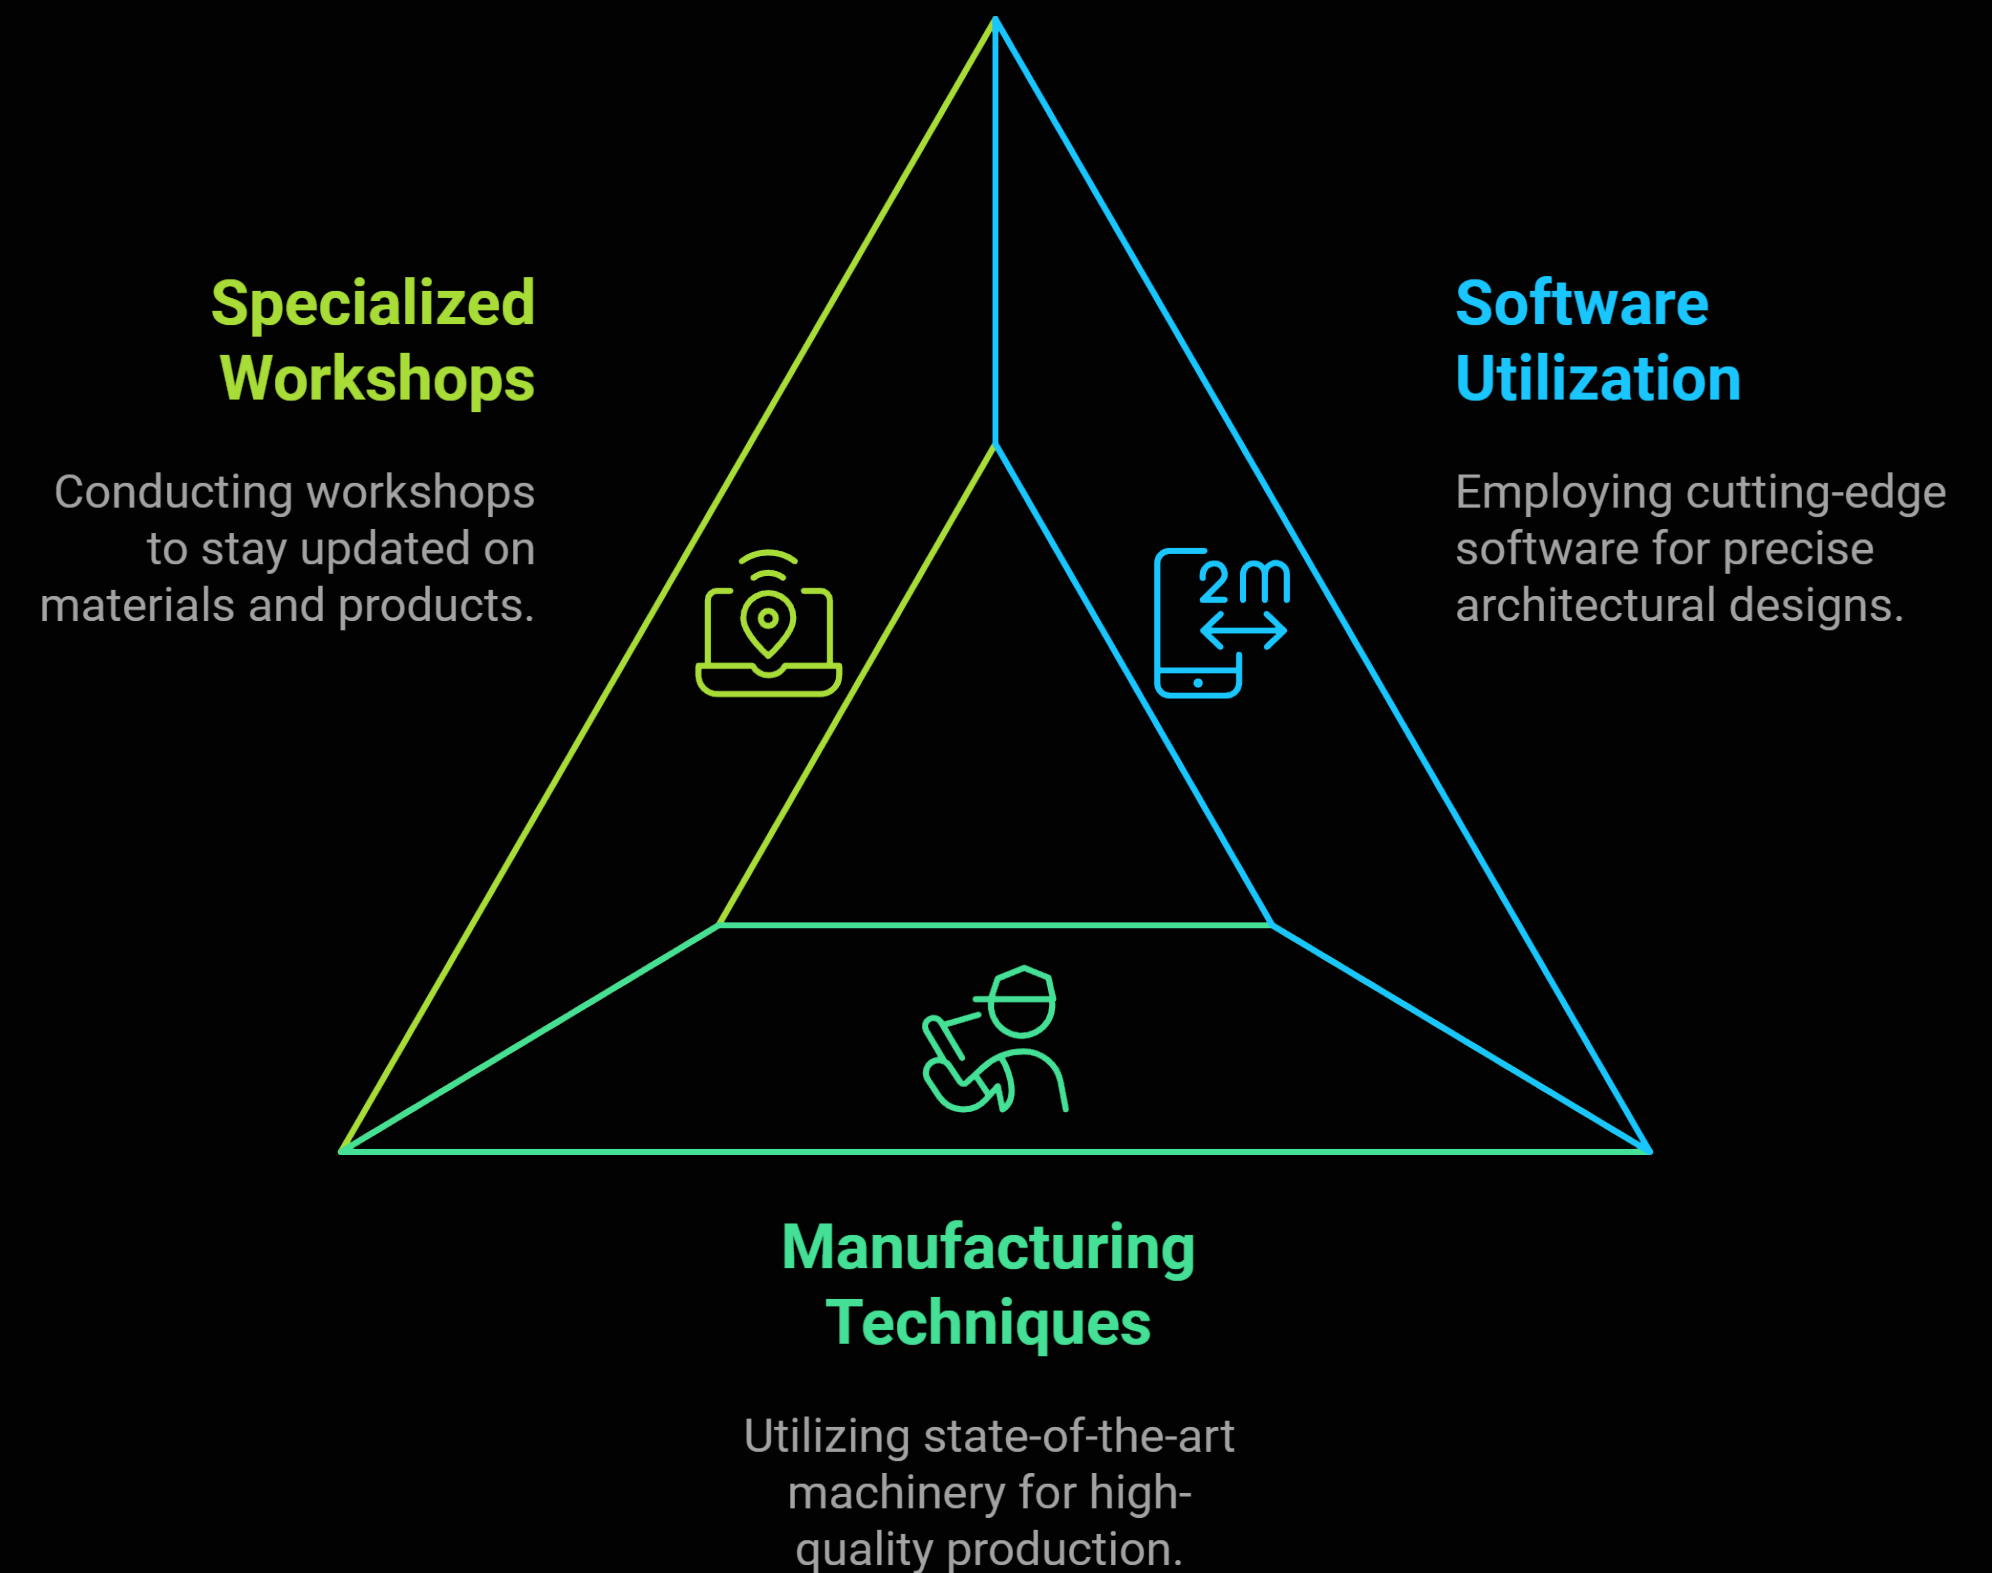 Specialized
Workshops
Conducting workshops
to stay updated on
materials and products.
Software
Utilization
Employing cutting-edge
software for precise
architectural designs.
2m
Manufacturing
Techniques
Utilizing state-of-the-art
machinery for high-
quality production.